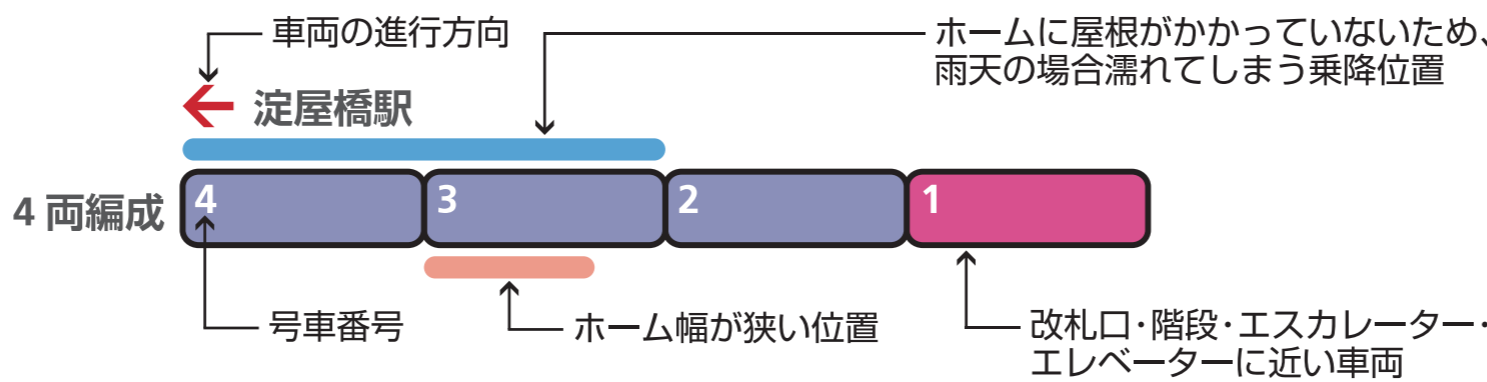 車両の進行方向
ホームに屋根がかかっていないため、
雨天の場合濡れてしまう乗降位置
淀屋橋駅
4両編成
4
3
2
1
号車番号
ホーム幅が狭い位置
改札口・階段・エスカレーター・
エレベーターに近い車両